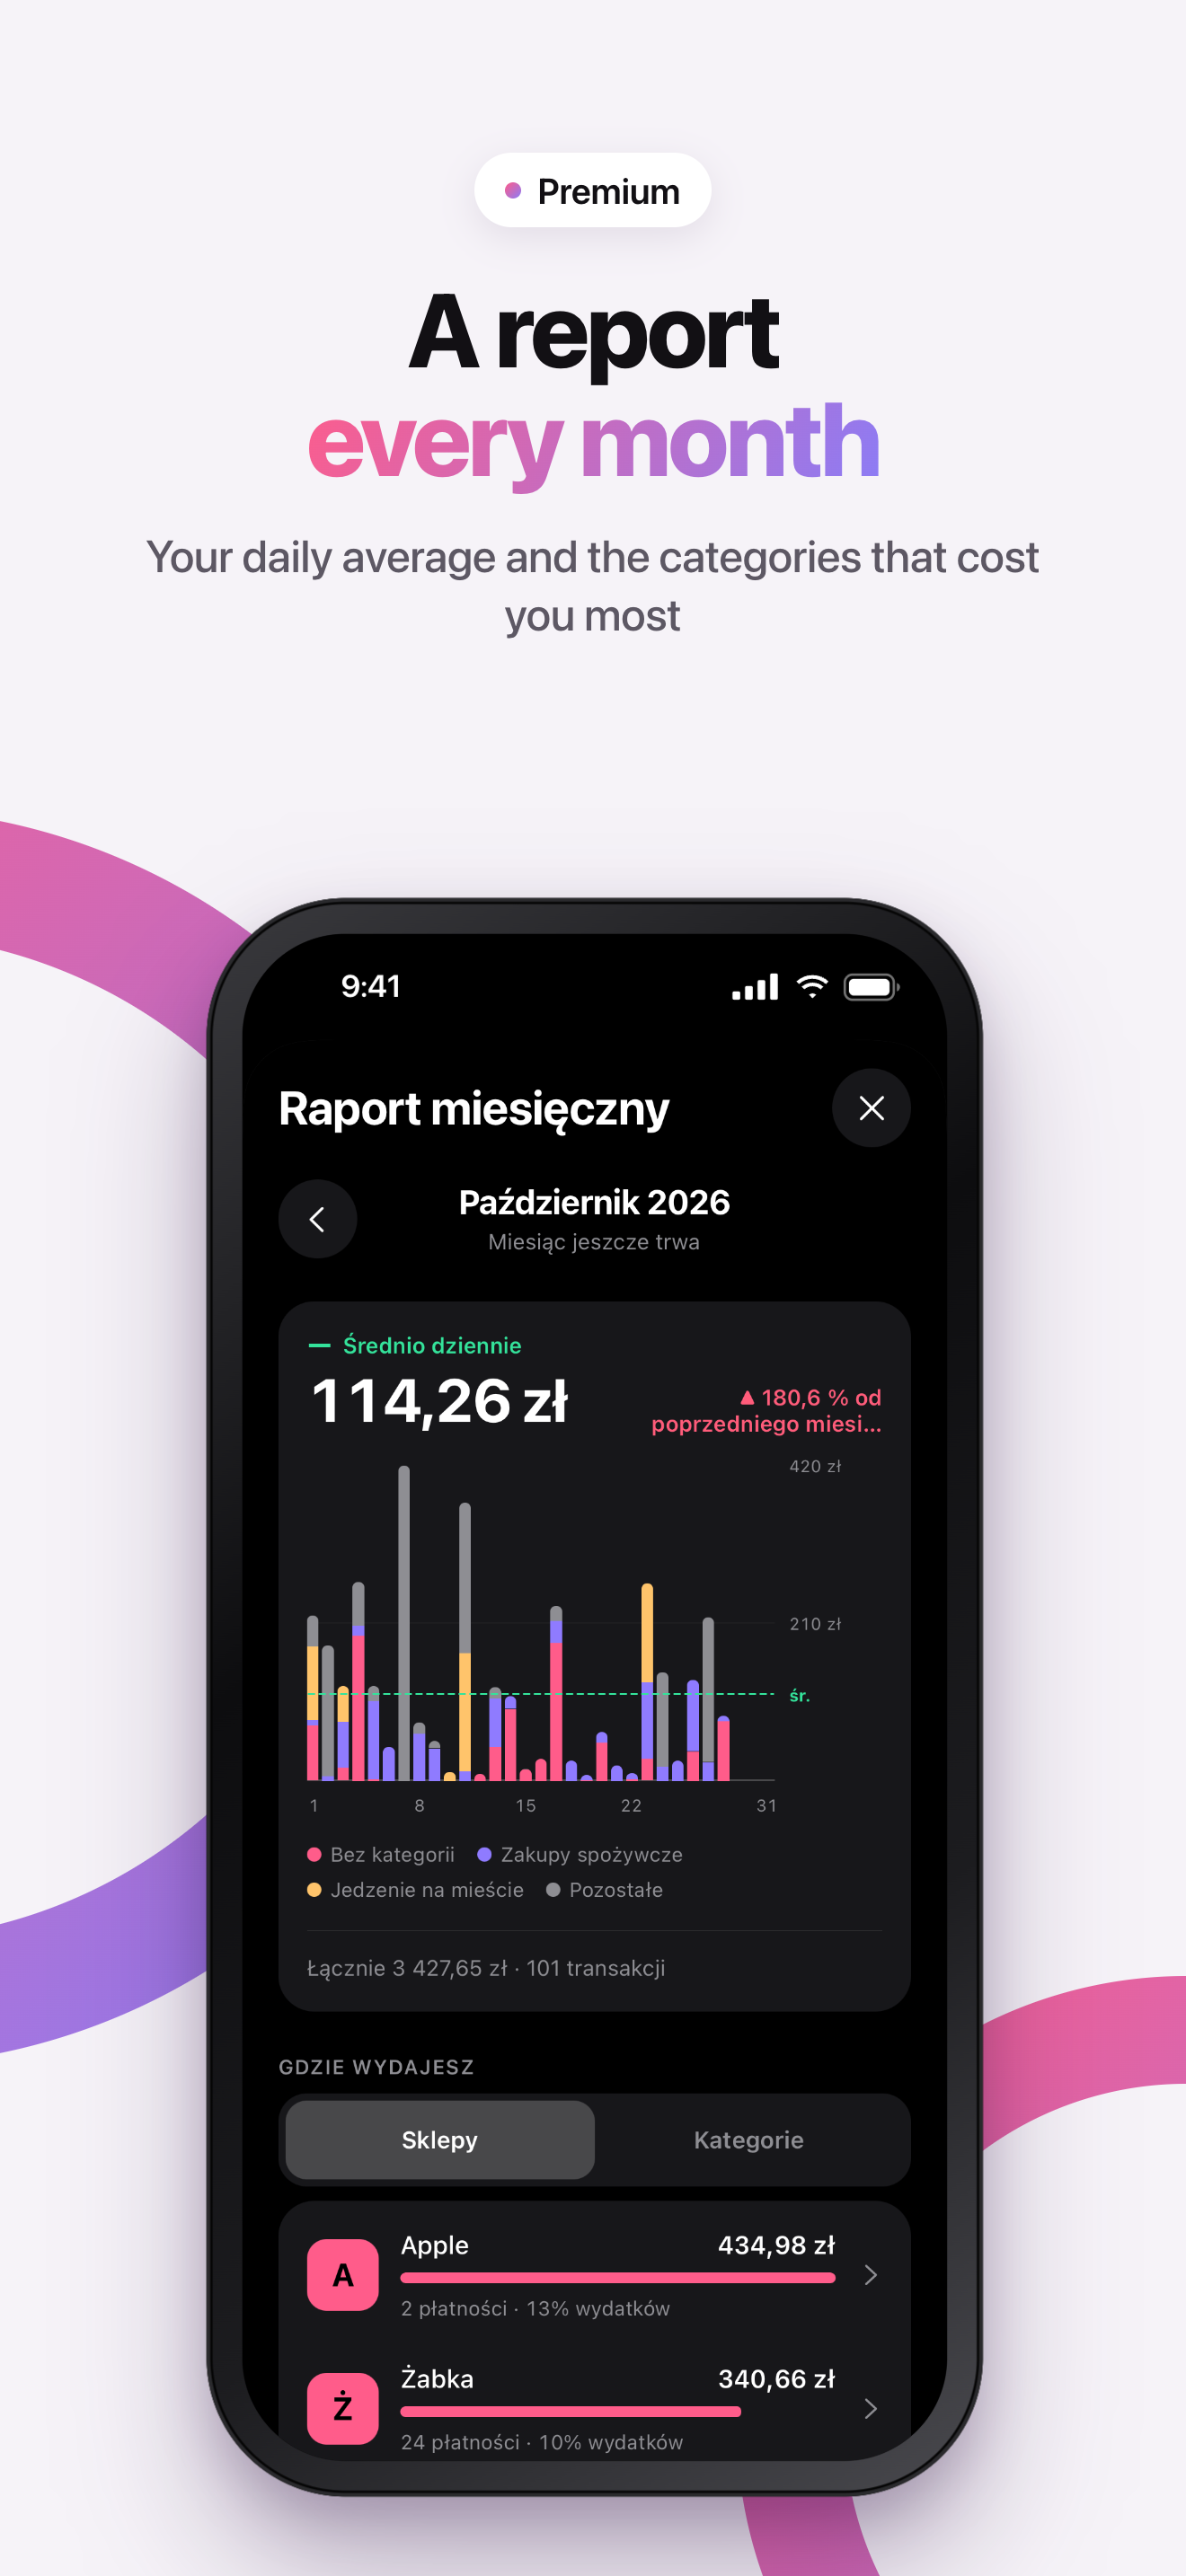 Premium
A report
every month
Your daily average and the categories that cost
you most
9:41
Raport miesięczny
Październik 2026
Miesiąc jeszcze trwa
Średnio dziennie
114,26 zł
▲ 180,6 % od
poprzedniego miesi...
420 zł
210 zł
śr.
1 8 15 22 31
Bez kategorii Zakupy spożywcze
Jedzenie na mieście Pozostałe
Łącznie 3 427,65 zł · 101 transakcji
GDZIE WYDAJESZ
Sklepy Kategorie
A Apple 434,98 zł
2 płatności · 13% wydatków
Ż Żabka 340,66 zł
24 płatności · 10% wydatków